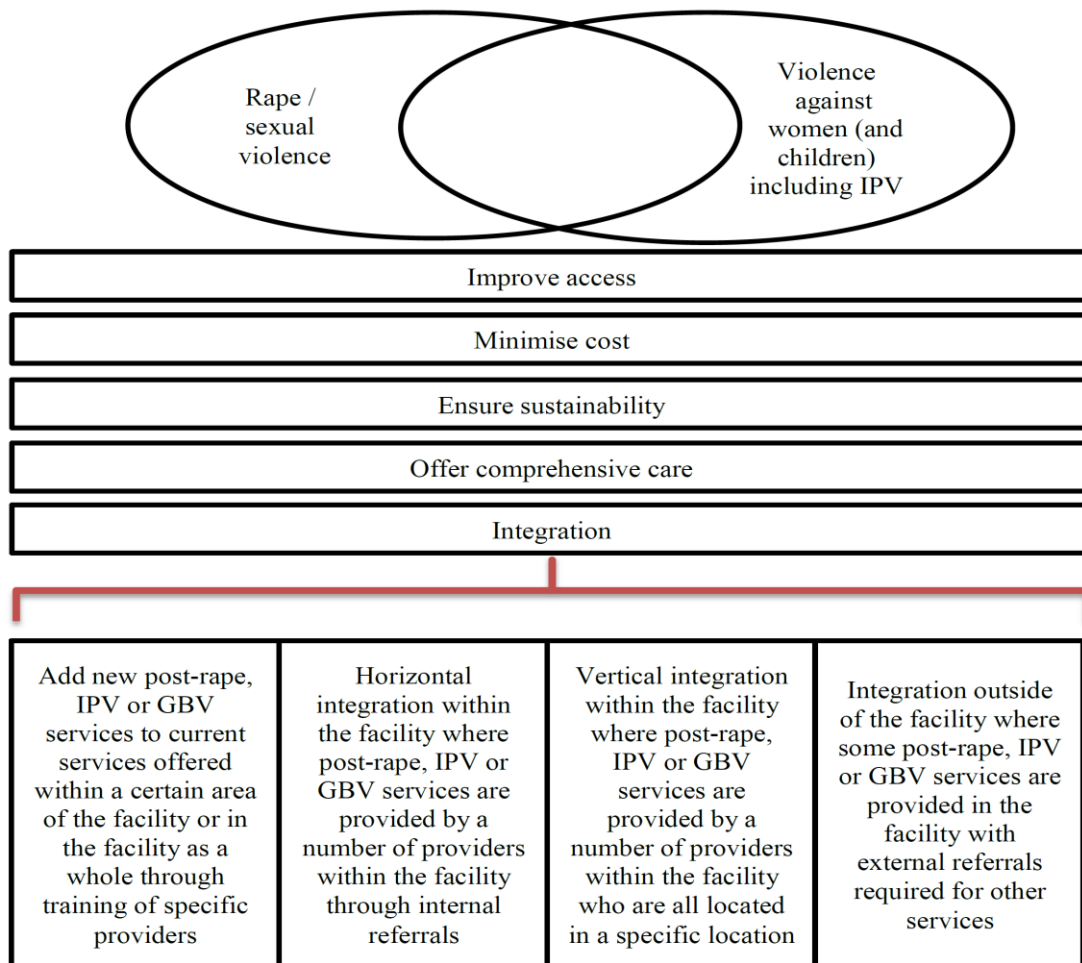 Rape /
sexual
violence
Violence
against
women (and
children)
including IPV
Improve access
Minimise cost
Ensure sustainability
Offer comprehensive care
Integration
Add new post-rape,
IPV or GBV
services to current
services offered
within a certain area
of the facility or in
the facility as a
whole through
training of specific
providers
Horizontal
integration within
the facility where
post-rape, IPV or
GBV services are
provided by a
number of providers
within the facility
through internal
referrals
Vertical integration
within the facility
where post-rape,
IPV or GBV
services are
provided by a
number of providers
within the facility
who are all located
in a specific location
Integration outside
of the facility where
some post-rape, IPV
or GBV services are
provided in the
facility with
external referrals
required for other
services